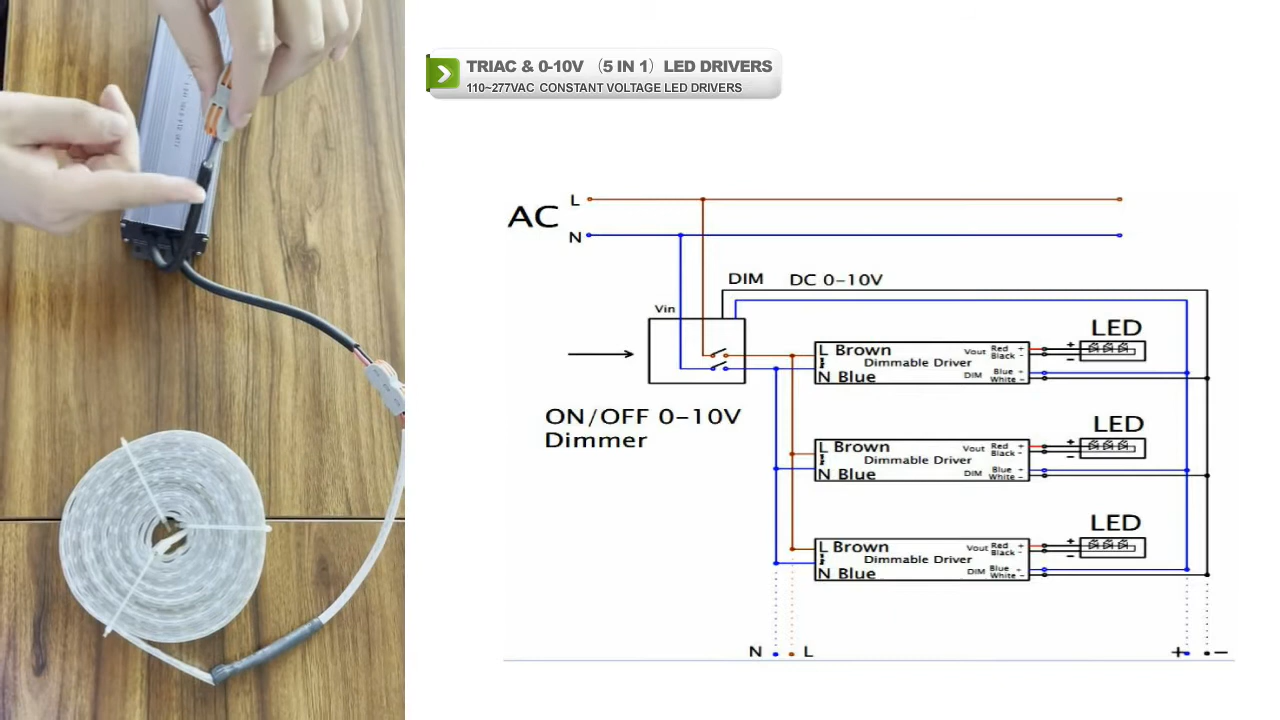 TRIAC & 0-10V （5 IN 1）LED DRIVERS
110~277VAC CONSTANT VOLTAGE LED DRIVERS
AC
L
N
DIM DC 0-10V
Vin
ON/OFF 0-10V
Dimmer
LED
L Brown
Dimmable Driver
N Blue
Vout Red +
Black -
DIM Blue +
White -
+
-
LED
L Brown
Dimmable Driver
N Blue
Vout Red +
Black -
DIM Blue +
White -
+
-
LED
L Brown
Dimmable Driver
N Blue
Vout Red +
Black -
DIM Blue +
White -
+
-
N L
+ -